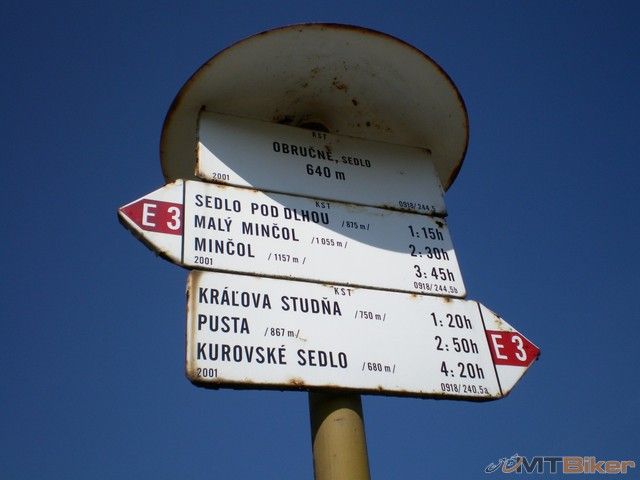 KST
OBRUČNÉ, SEDLO
640 m
2001 0918/244,5
KST
E 3
SEDLO POD DLHOU /875 m/ 1:15h
MALÝ MINČOL /1055 m/ 2:30h
MINČOL /1157 m/ 3:45h
2001 0918/244,5b
KST
KRÁĽOVA STUDŇA /750 m/ 1:20h
PUSTA /867 m/ 2:50h
KUROVSKÉ SEDLO /680 m/ 4:20h
E 3
2001 0918/240,5a
MTBiker